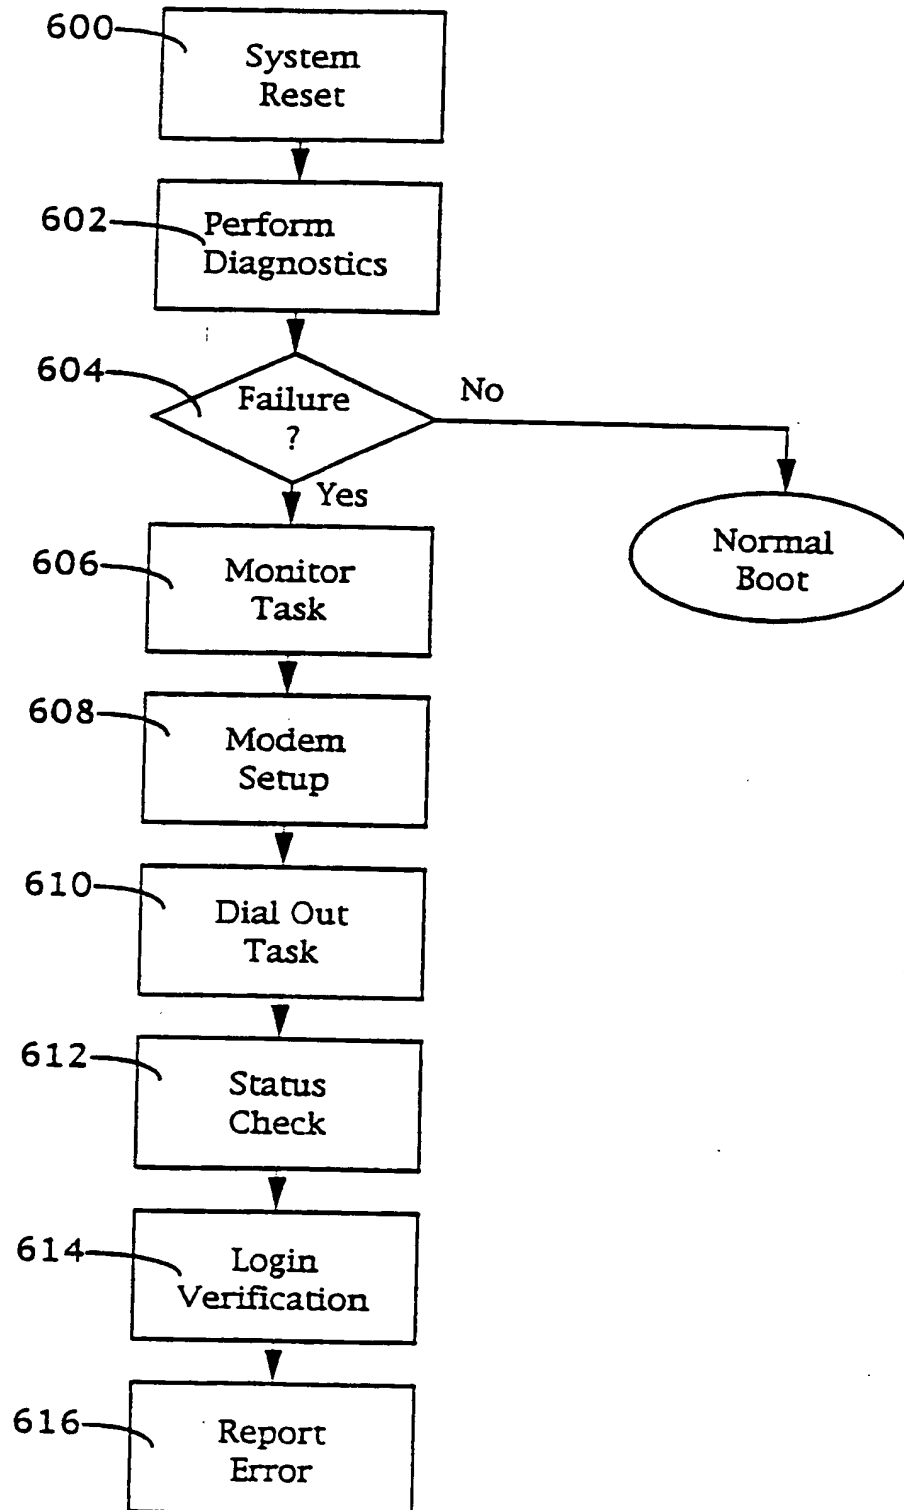 600
System
Reset
602
Perform
Diagnostics
604
Failure
?
No
Yes
Normal
Boot
606
Monitor
Task
608
Modem
Setup
610
Dial Out
Task
612
Status
Check
614
Login
Verification
616
Report
Error